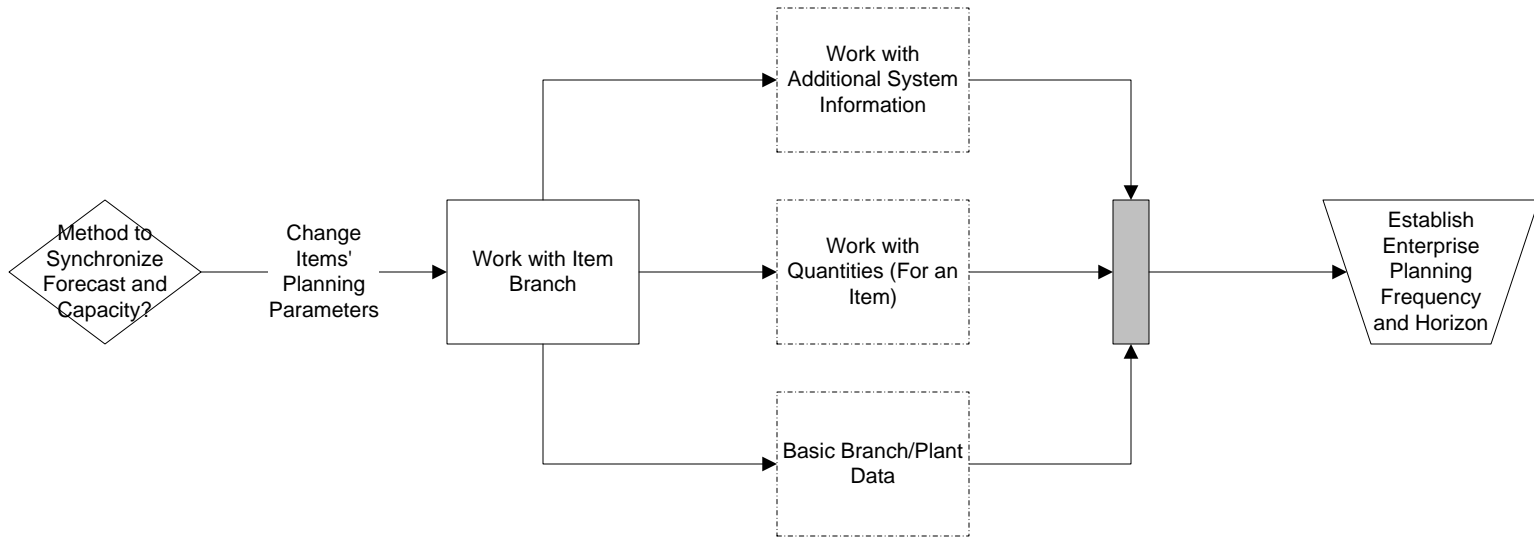 Method to
Synchronize
Forecast and
Capacity?
Change
Items'
Planning
Parameters
Work with Item
Branch
Work with
Additional System
Information
Work with
Quantities (For an
Item)
Basic Branch/Plant
Data
Establish
Enterprise
Planning
Frequency
and Horizon